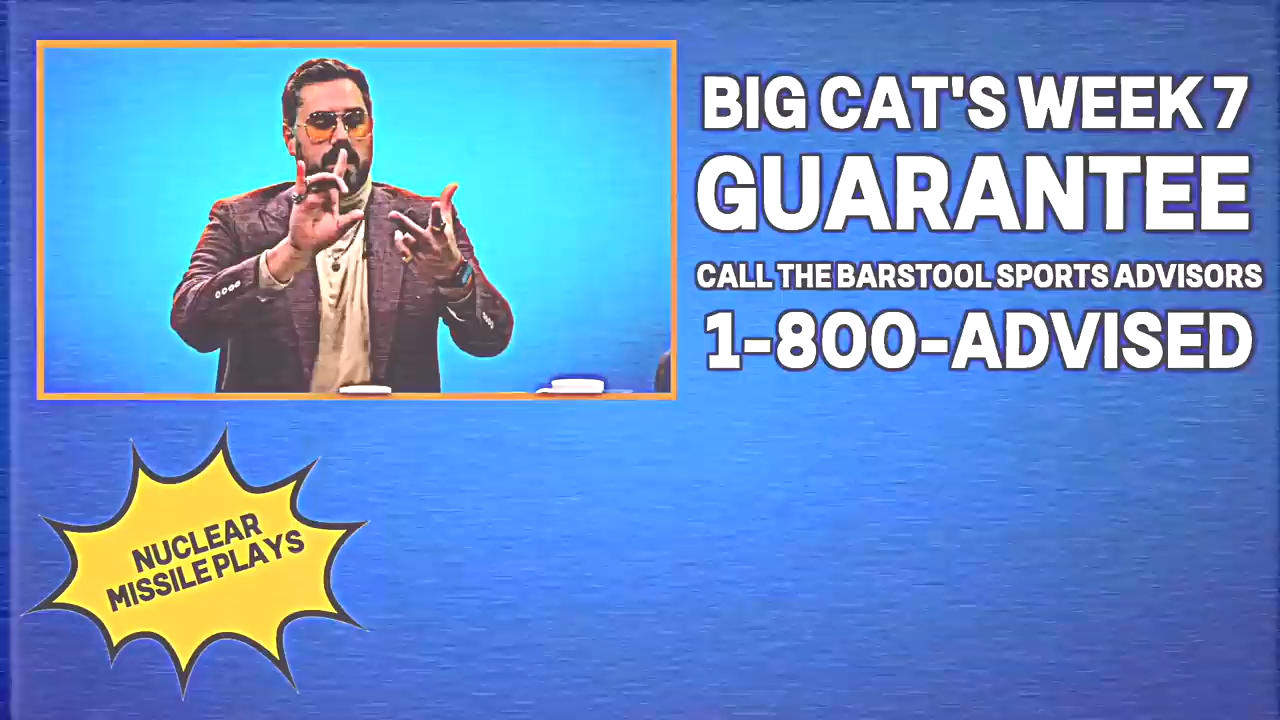 BIG CAT'S WEEK 7
GUARANTEE
CALL THE BARSTOOL SPORTS ADVISORS
1-800-ADVISED
NUCLEAR
MISSILE PLAYS